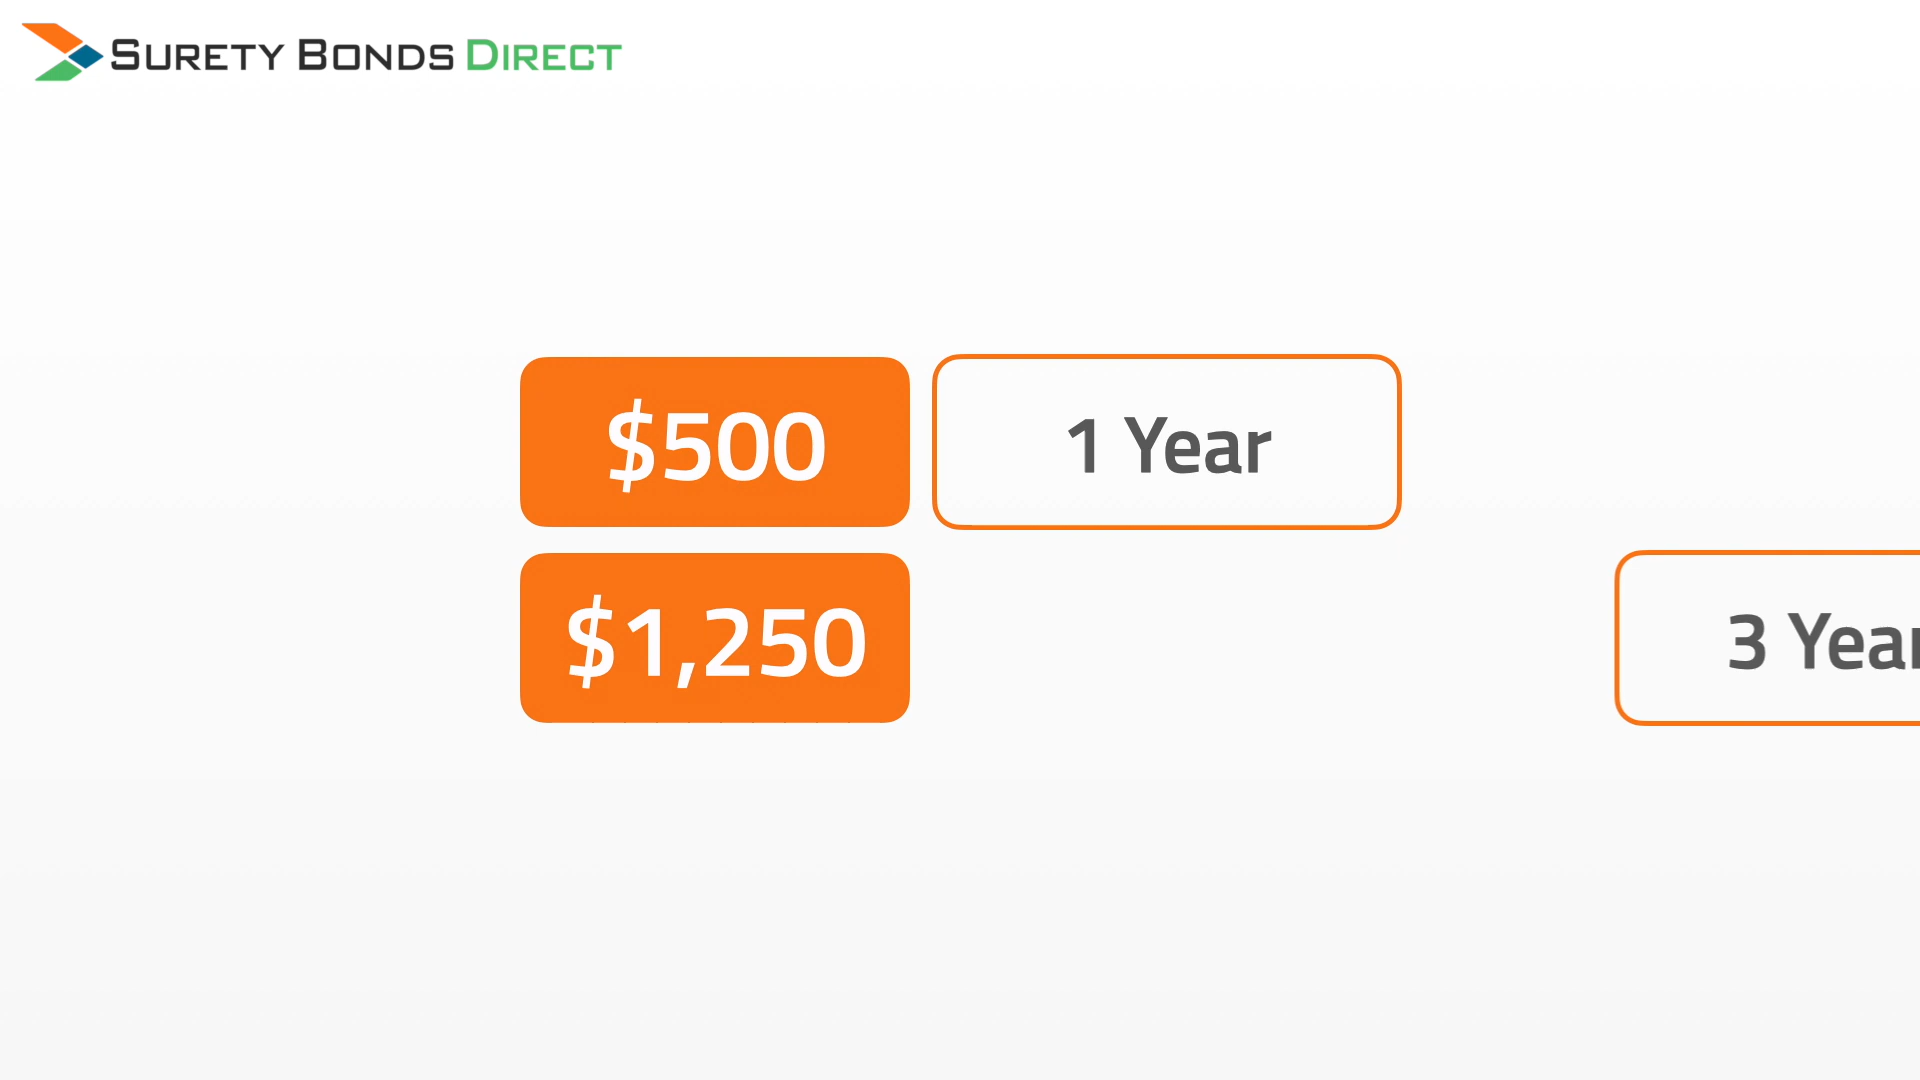 SURETY BONDS DIRECT
$500 1 Year
$1,250 3 Year